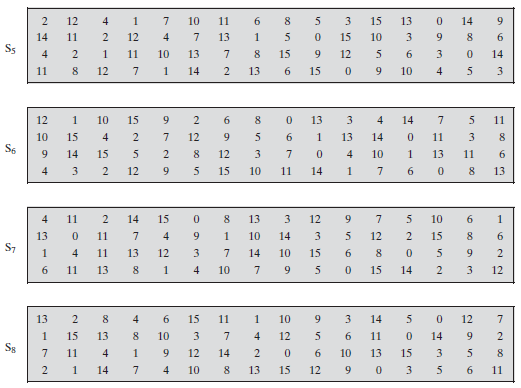 2 12 4 1 7 10 11 6 8 5 3 15 13 0 14 9
14 11 2 12 4 7 13 1 5 0 15 10 3 9 8 6
S5
4 2 1 11 10 13 7 8 15 9 12 5 6 3 0 14
11 8 12 7 1 14 2 13 6 15 0 9 10 4 5 3
12 1 10 15 9 2 6 8 0 13 3 4 14 7 5 11
10 15 4 2 7 12 9 5 6 1 13 14 0 11 3 8
S6
9 14 15 5 2 8 12 3 7 0 4 10 1 13 11 6
4 3 2 12 9 5 15 10 11 14 1 7 6 0 8 13
4 11 2 14 15 0 8 13 3 12 9 7 5 10 6 1
13 0 11 7 4 9 1 10 14 3 5 12 2 15 8 6
S7
1 4 11 13 12 3 7 14 10 15 6 8 0 5 9 2
6 11 13 8 1 4 10 7 9 5 0 15 14 2 3 12
13 2 8 4 6 15 11 1 10 9 3 14 5 0 12 7
1 15 13 8 10 3 7 4 12 5 6 11 0 14 9 2
S8
7 11 4 1 9 12 14 2 0 6 10 13 15 3 5 8
2 1 14 7 4 10 8 13 15 12 9 0 3 5 6 11